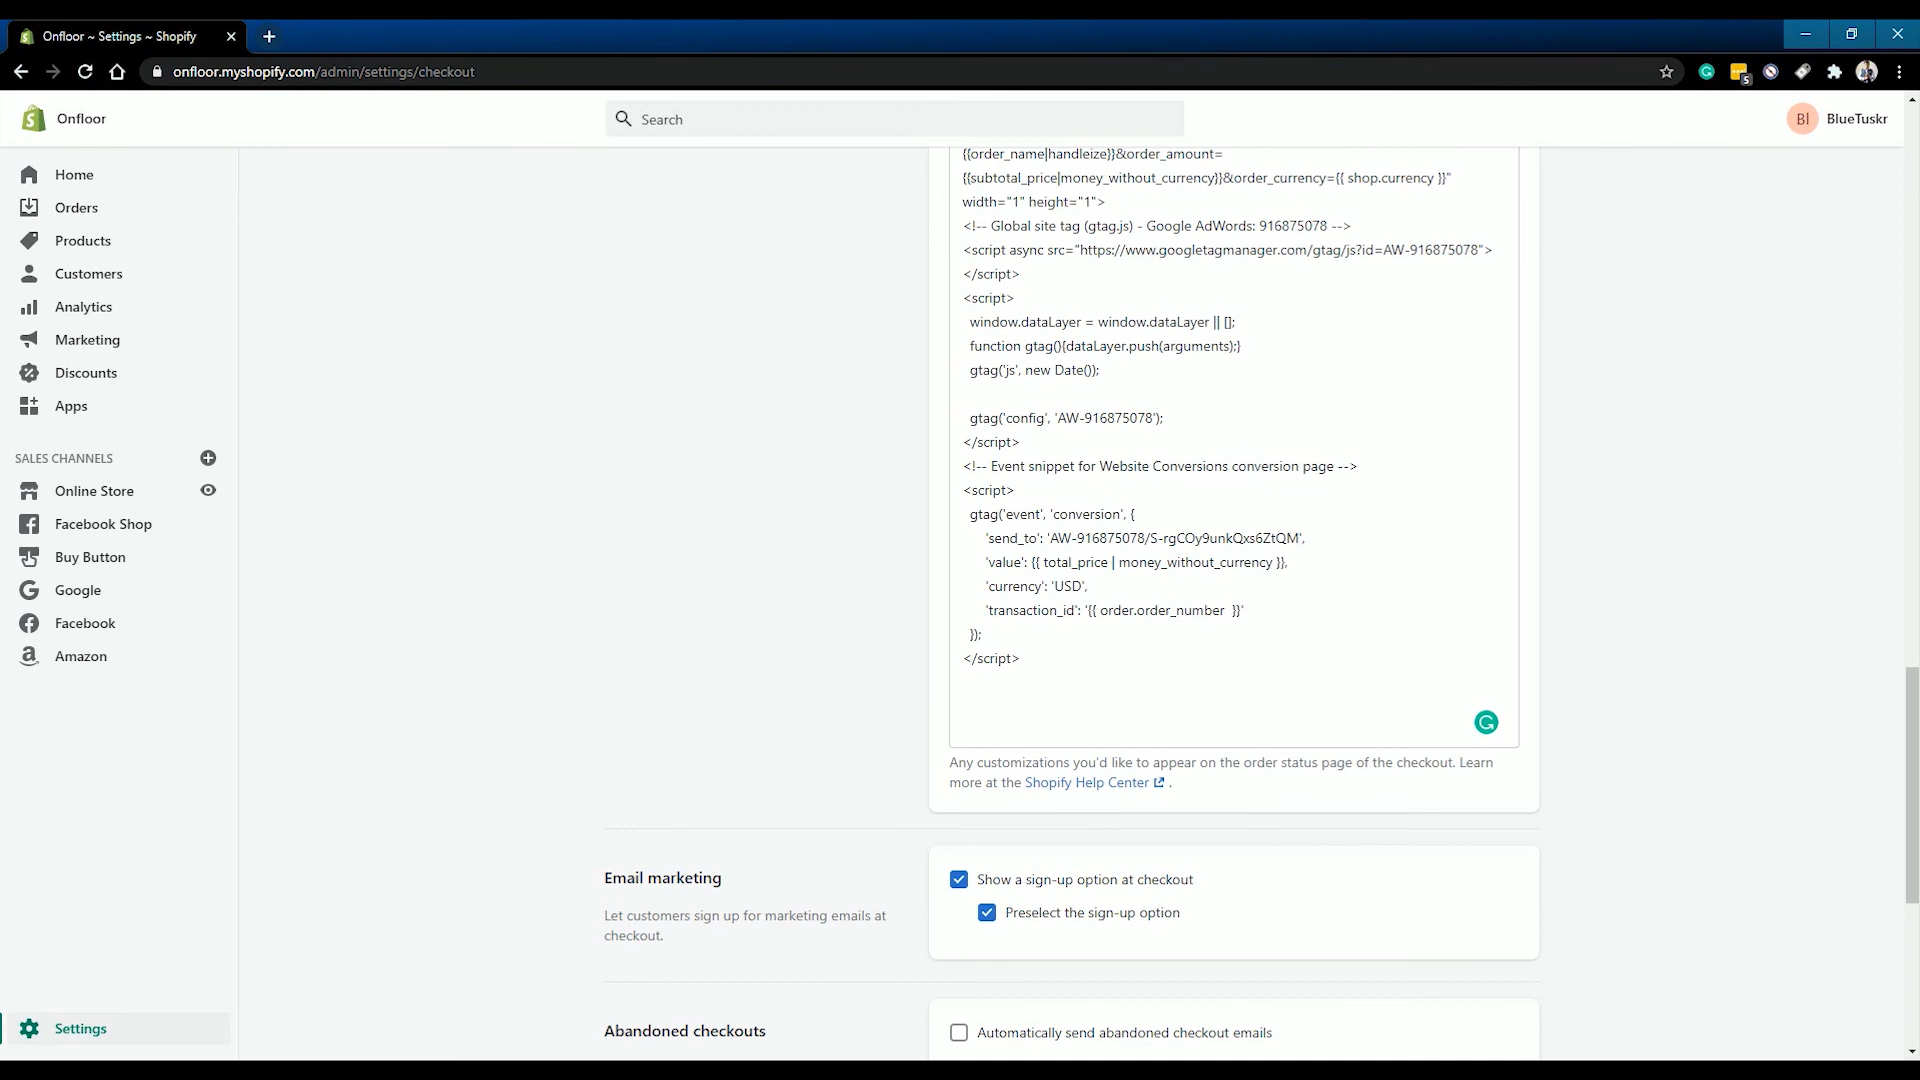 Onfloor ~ Settings ~ Shopify
onfloor.myshopify.com/admin/settings/checkout
5
Onfloor
Search
Bl
BlueTuskr
Home
Orders
Products
Customers
Analytics
Marketing
Discounts
Apps
SALES CHANNELS
Online Store
Facebook Shop
Buy Button
Google
Facebook
Amazon
Settings
{{order_name|handleize}}&order_amount=
{{subtotal_price|money_without_currency}}&order_currency={{ shop.currency }}"
width="1" height="1">
<!-- Global site tag (gtag.js) - Google AdWords: 916875078 -->
<script async src="https://www.googletagmanager.com/gtag/js?id=AW-916875078">
</script>
<script>
window.dataLayer = window.dataLayer || [];
function gtag(){dataLayer.push(arguments);}
gtag('js', new Date());
gtag('config', 'AW-916875078');
</script>
<!-- Event snippet for Website Conversions conversion page -->
<script>
gtag('event', 'conversion', {
'send_to': 'AW-916875078/S-rgCOy9unkQxs6ZtQM',
'value': {{ total_price | money_without_currency }},
'currency': 'USD',
'transaction_id': '{{ order.order_number  }}'
});
</script>
Any customizations you'd like to appear on the order status page of the checkout. Learn
more at the Shopify Help Center .
Email marketing
Let customers sign up for marketing emails at
checkout.
Show a sign-up option at checkout
Preselect the sign-up option
Abandoned checkouts
Automatically send abandoned checkout emails